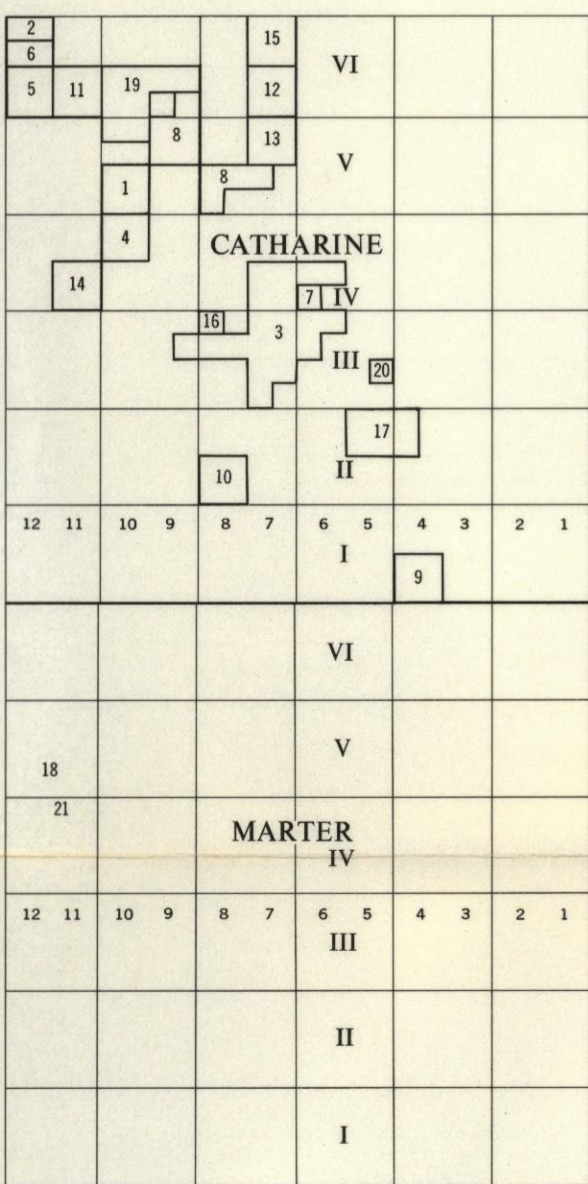 2 15
6 VI
5 11 19 12
8 13
V
1 8
4 CATHARINE
14 7 IV
16 3
III 20
17
10 II
12 11 10 9 8 7 6 5 4 3 2 1
I
9
VI
V
18
21
MARTER
IV
12 11 10 9 8 7 6 5 4 3 2 1
III
II
I